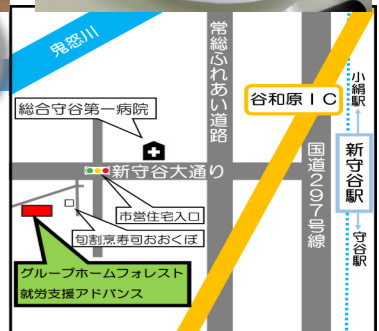 鬼怒川
常総ふれあい道路
谷和原IC
小絹駅
総合守谷第一病院
新守谷駅
新守谷大通り
国道297号線
市営住宅入口
旬割烹寿司おおくぼ
守谷駅
グループホームフォレスト
就労支援アドバンス